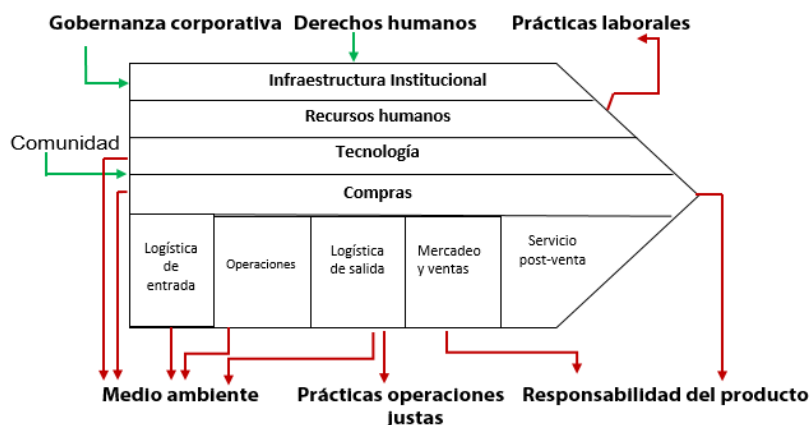 Gobernanza corporativa
Derechos humanos
Prácticas laborales
Infraestructura Institucional
Recursos humanos
Comunidad
Tecnología
Compras
Logística
de
entrada
Operaciones
Logística
de salida
Mercadeo
y ventas
Servicio
post-venta
Medio ambiente
Prácticas operaciones
justas
Responsabilidad del producto